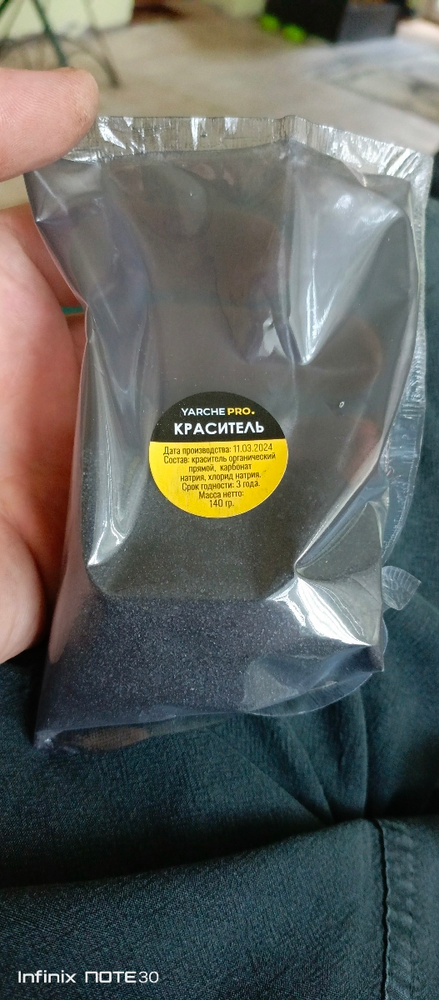 YARCHE PRO.
КРАСИТЕЛЬ
Дата производства: 11.03.2024
Состав: краситель органический
прямой, карбонат
натрия, хлорид натрия.
Срок годности: 3 года.
Масса нетто:
140 гр.
Infinix NOTE30